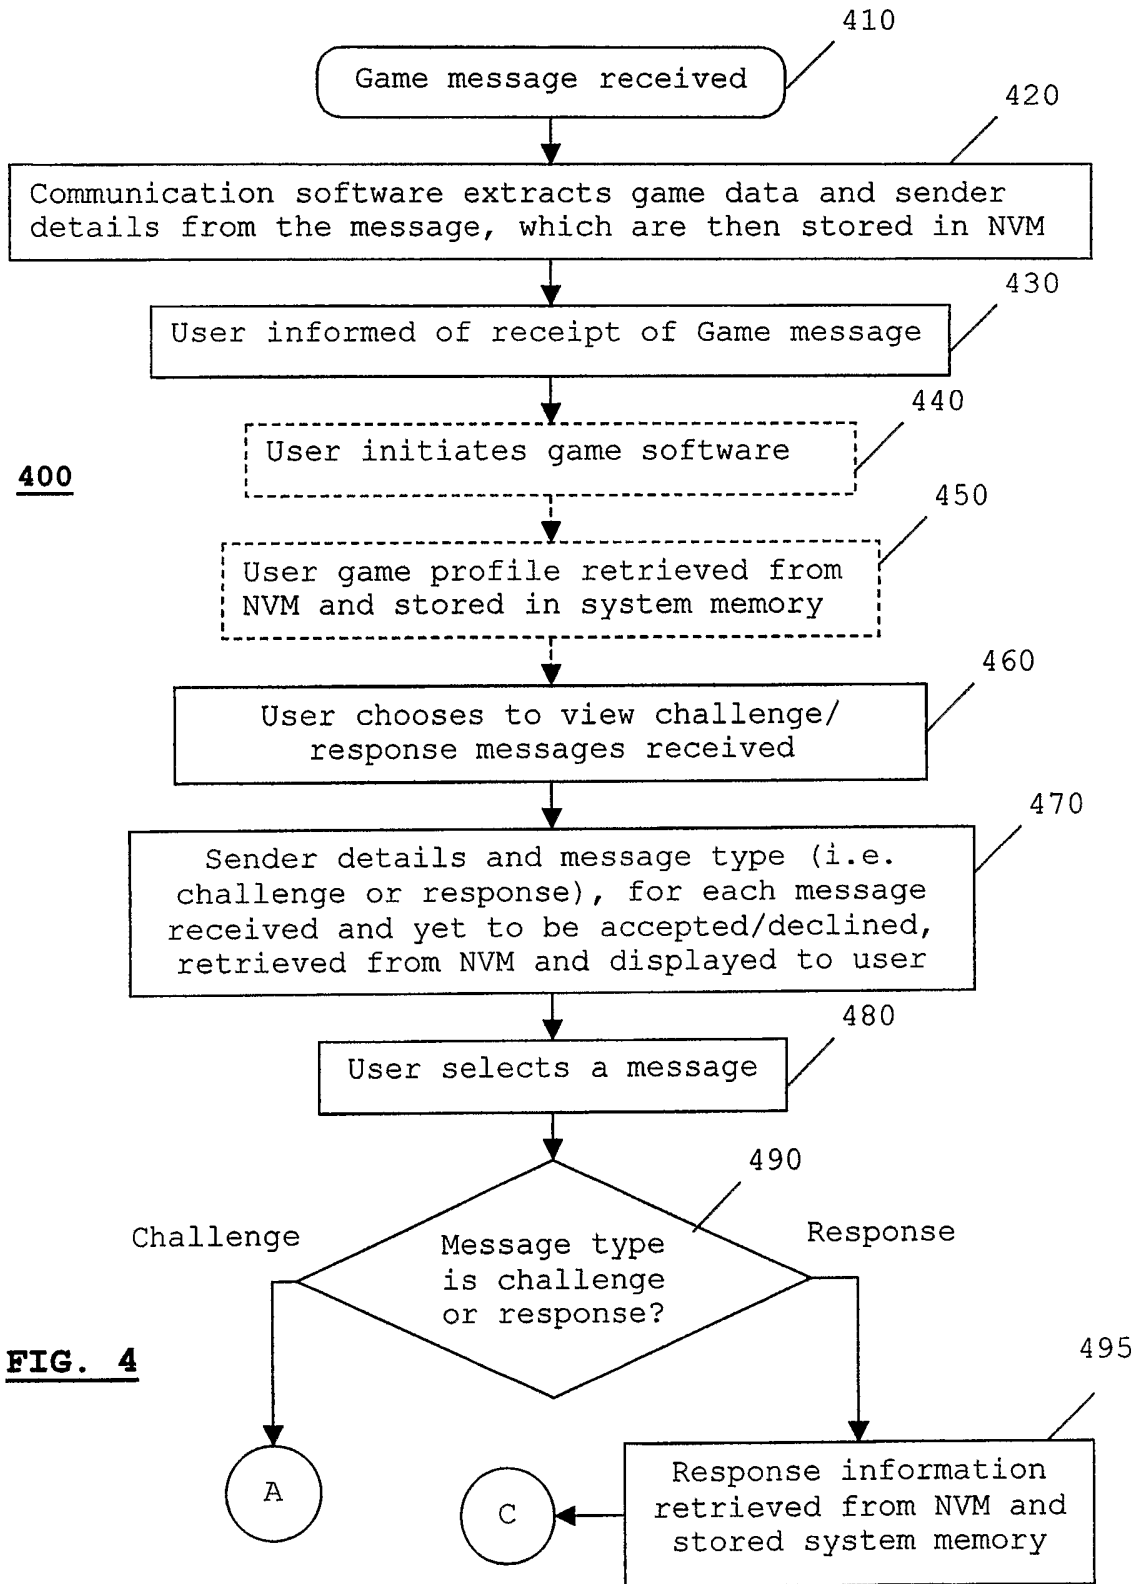 410
Game message received
420
Communication software extracts game data and sender
details from the message, which are then stored in NVM
430
User informed of receipt of Game message
440
User initiates game software
400
450
User game profile retrieved from
NVM and stored in system memory
460
User chooses to view challenge/
response messages received
470
Sender details and message type (i.e.
challenge or response), for each message
received and yet to be accepted/declined,
retrieved from NVM and displayed to user
480
User selects a message
490
Challenge
Response
Message type
is challenge
or response?
FIG. 4
495
A
C
Response information
retrieved from NVM and
stored system memory